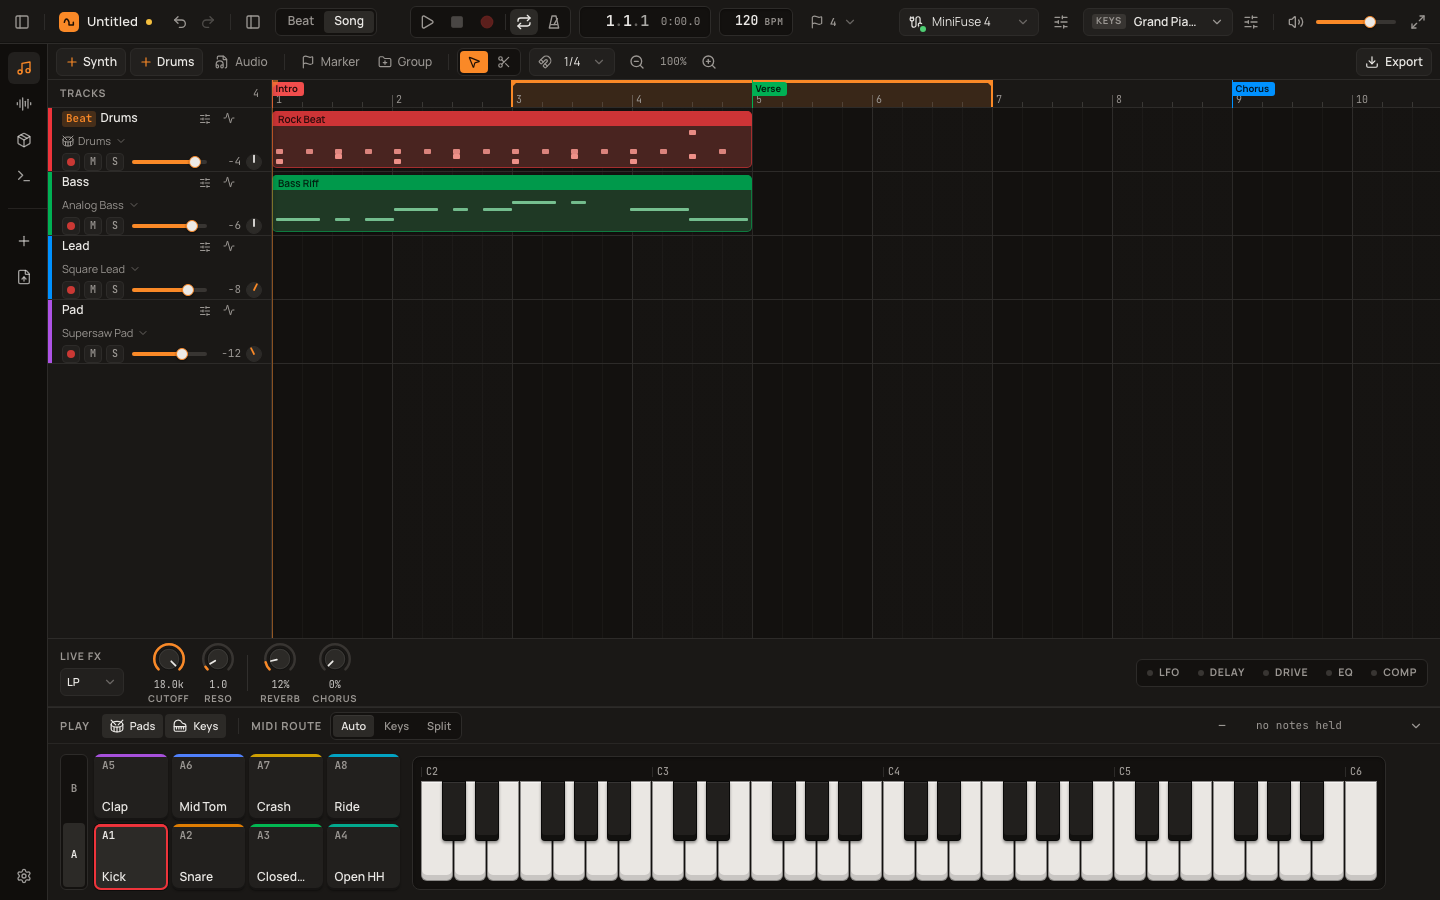 Untitled
Beat Song
1.1.1 0:00.0
120 BPM
4
MiniFuse 4
KEYS Grand Pia...
Synth
Drums
Audio
Marker
Group
1/4
100%
Export
TRACKS 4
Intro
Verse
Chorus
1 2 3 4 5 6 7 8 9 10
Beat Drums
Drums
M S -4
Rock Beat
Bass
Analog Bass
M S -6
Bass Riff
Lead
Square Lead
M S -8
Pad
Supersaw Pad
M S -12
LIVE FX
LP
18.0k 1.0 12% 0%
CUTOFF RESO REVERB CHORUS
LFO DELAY DRIVE EQ COMP
PLAY Pads Keys MIDI ROUTE Auto Keys Split
– no notes held
B
A
A5 A6 A7 A8
Clap Mid Tom Crash Ride
A1 A2 A3 A4
Kick Snare Closed... Open HH
C2 C3 C4 C5 C6